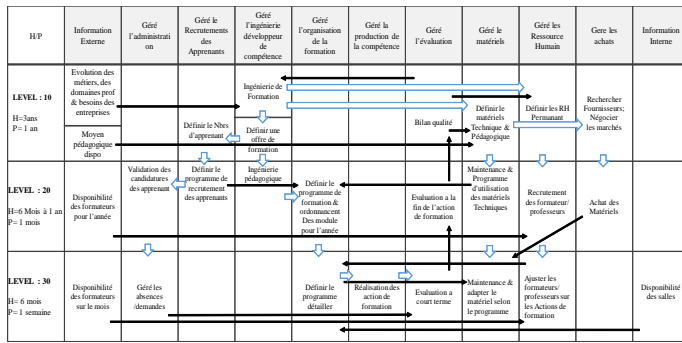 H/P
Information
Externe
Géré
l'administrati
on
Géré le
Recrutements
des
Apprenants
Géré
l'ingénierie
développeur
de
compétence
Géré
l'organisation
de la
formation
Géré la
production de
la compétence
Géré
l'évaluation
Géré le
matériels
Géré les
Ressource
Humain
Gere les
achats
Information
Interne
LEVEL : 10
H=3ans
P= 1 an
Evolution des
métiers, des
domaines prof
& besoins des
entreprises
Moyen
pédagogique
dispo
Définir le Nbrs
d'apprenant
Ingénierie de
Formation
Définir une
offre de
formation
Bilan qualité
Définir le
matériels
Technique &
Pédagogique
Définir les RH
Permanant
Rechercher
Fournisseurs;
Négocier
les marchés
LEVEL : 20
H=6 Mois à 1 an
P= 1 mois
Disponibilité
des formateurs
pour l'année
Validation des
candidatures
des apprenant
Définir le
programme de
recrutement
des apprenants
Ingénierie
pédagogique
Définir le
programme de
formation &
ordonnancent
Des module
pour l'année
Evaluation a la
fin de l'action
de formation
Maintenance &
Programme
d'utilisation
des matériels
Techniques
Recrutement
des formateur/
professeurs
Achat des
Matériels
LEVEL : 30
H= 6 mois
P= 1 semaine
Disponibilité
des formateurs
sur le mois
Géré les
absences
/demandes
Définir le
programme
détailler
Réalisation des
action de
formation
Evaluation a
court terme
Maintenance &
adapter le
matériel selon
le programme
Ajuster les
formateurs/
professeurs sur
les Actions de
formation
Disponibilité
des salles